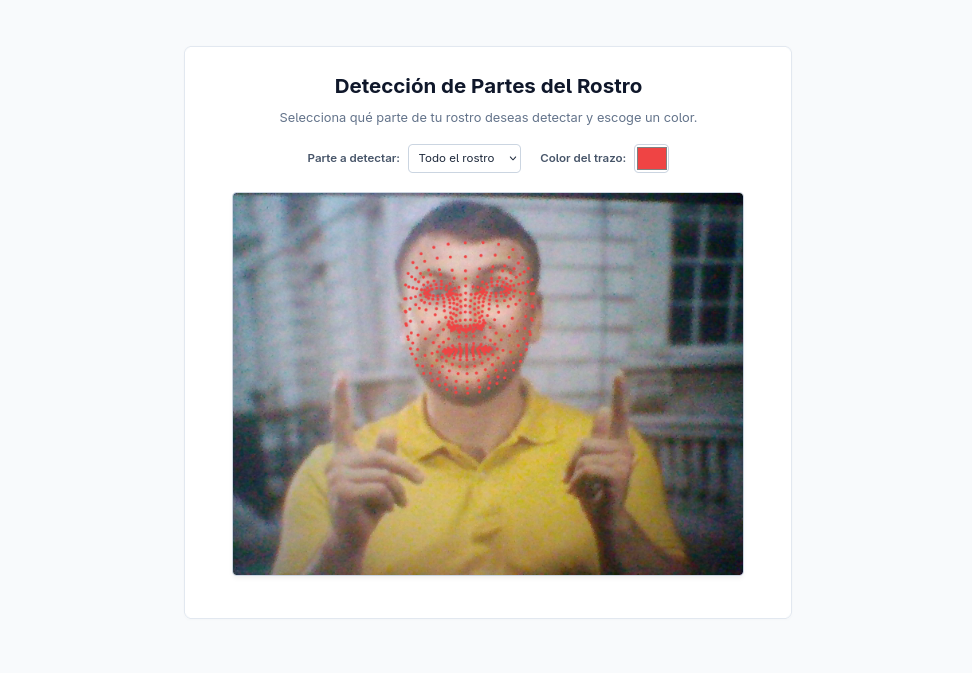 Detección de Partes del Rostro
Selecciona qué parte de tu rostro deseas detectar y escoge un color.
Parte a detectar: Todo el rostro Color del trazo: